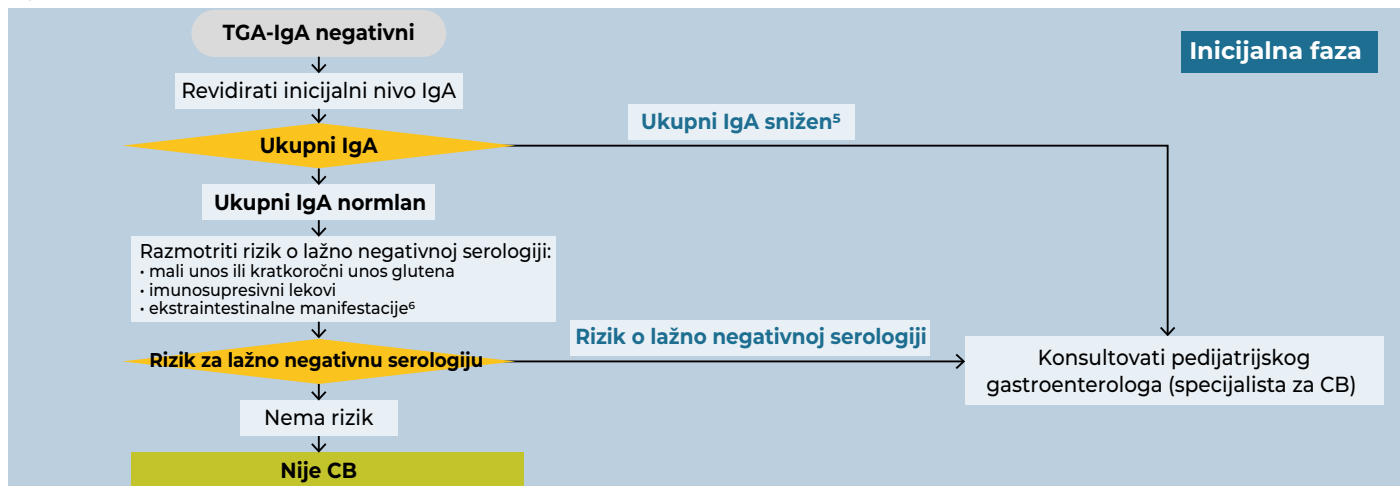 TGA-IgA negativni
Inicijalna faza
Revidirati inicijalni nivo IgA
Ukupni IgA snižen⁵
Ukupni IgA
Ukupni IgA normlan
Razmotriti rizik o lažno negativnoj serologiji:
• mali unos ili kratkoročni unos glutena
• imunosupresivni lekovi
• ekstraintestinalne manifestacije⁶
Rizik o lažno negativnoj serologiji
Rizik za lažno negativnu serologiju
Konsultovati pedijatrijskog
gastroenterologa (specijalista za CB)
Nema rizik
Nije CB